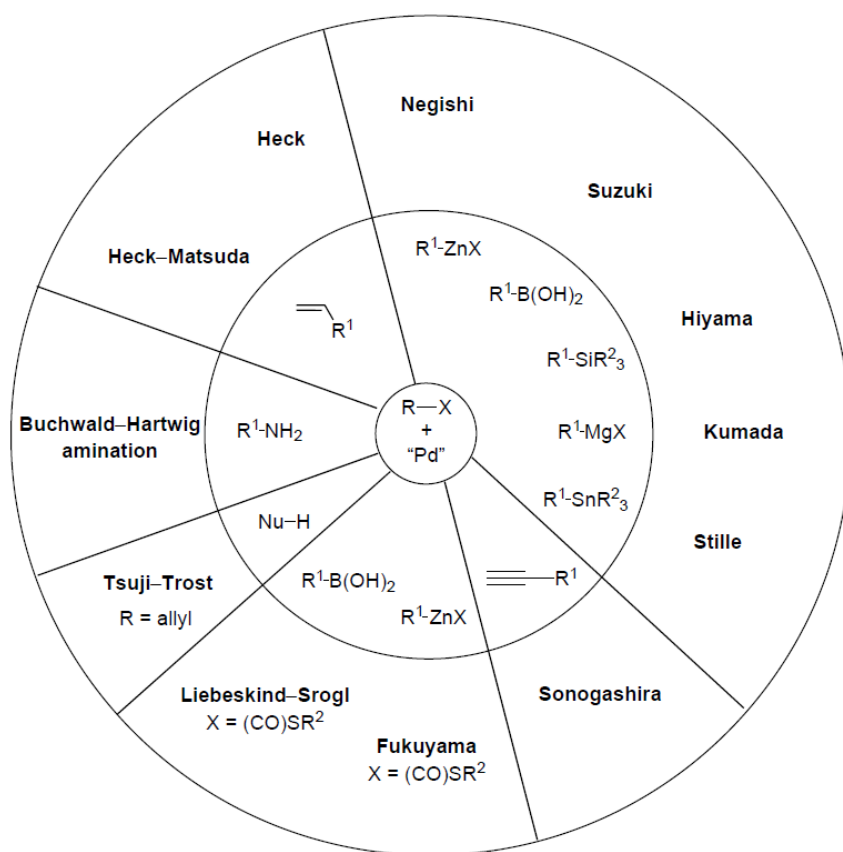 Negishi
Heck
Suzuki
Heck–Matsuda
R¹-ZnX
R¹-B(OH)₂
R¹
Hiyama
R¹-SiR²₃
R—X
+
"Pd"
Buchwald–Hartwig
amination
R¹-NH₂
R¹-MgX
Kumada
R¹-SnR²₃
Stille
Nu–H
Tsuji–Trost
R = allyl
R¹-B(OH)₂
R¹-ZnX
R¹
Liebeskind–Srogl
X = (CO)SR²
Fukuyama
X = (CO)SR²
Sonogashira